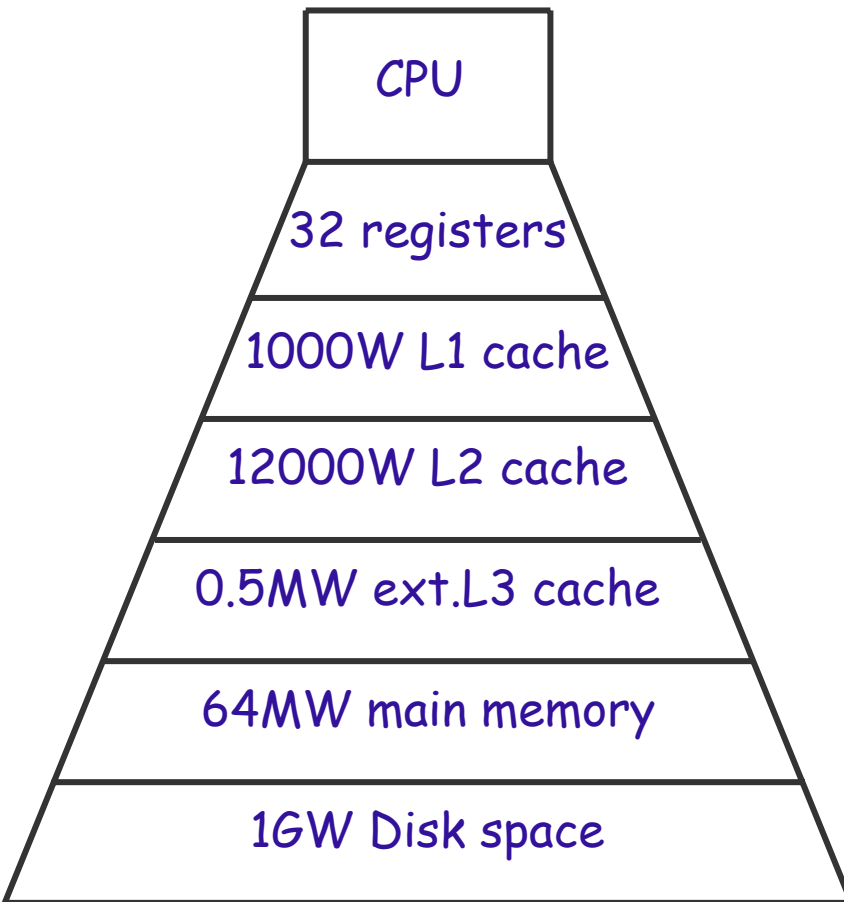 CPU
32 registers
1000W L1 cache
12000W L2 cache
0.5MW ext.L3 cache
64MW main memory
1GW Disk space